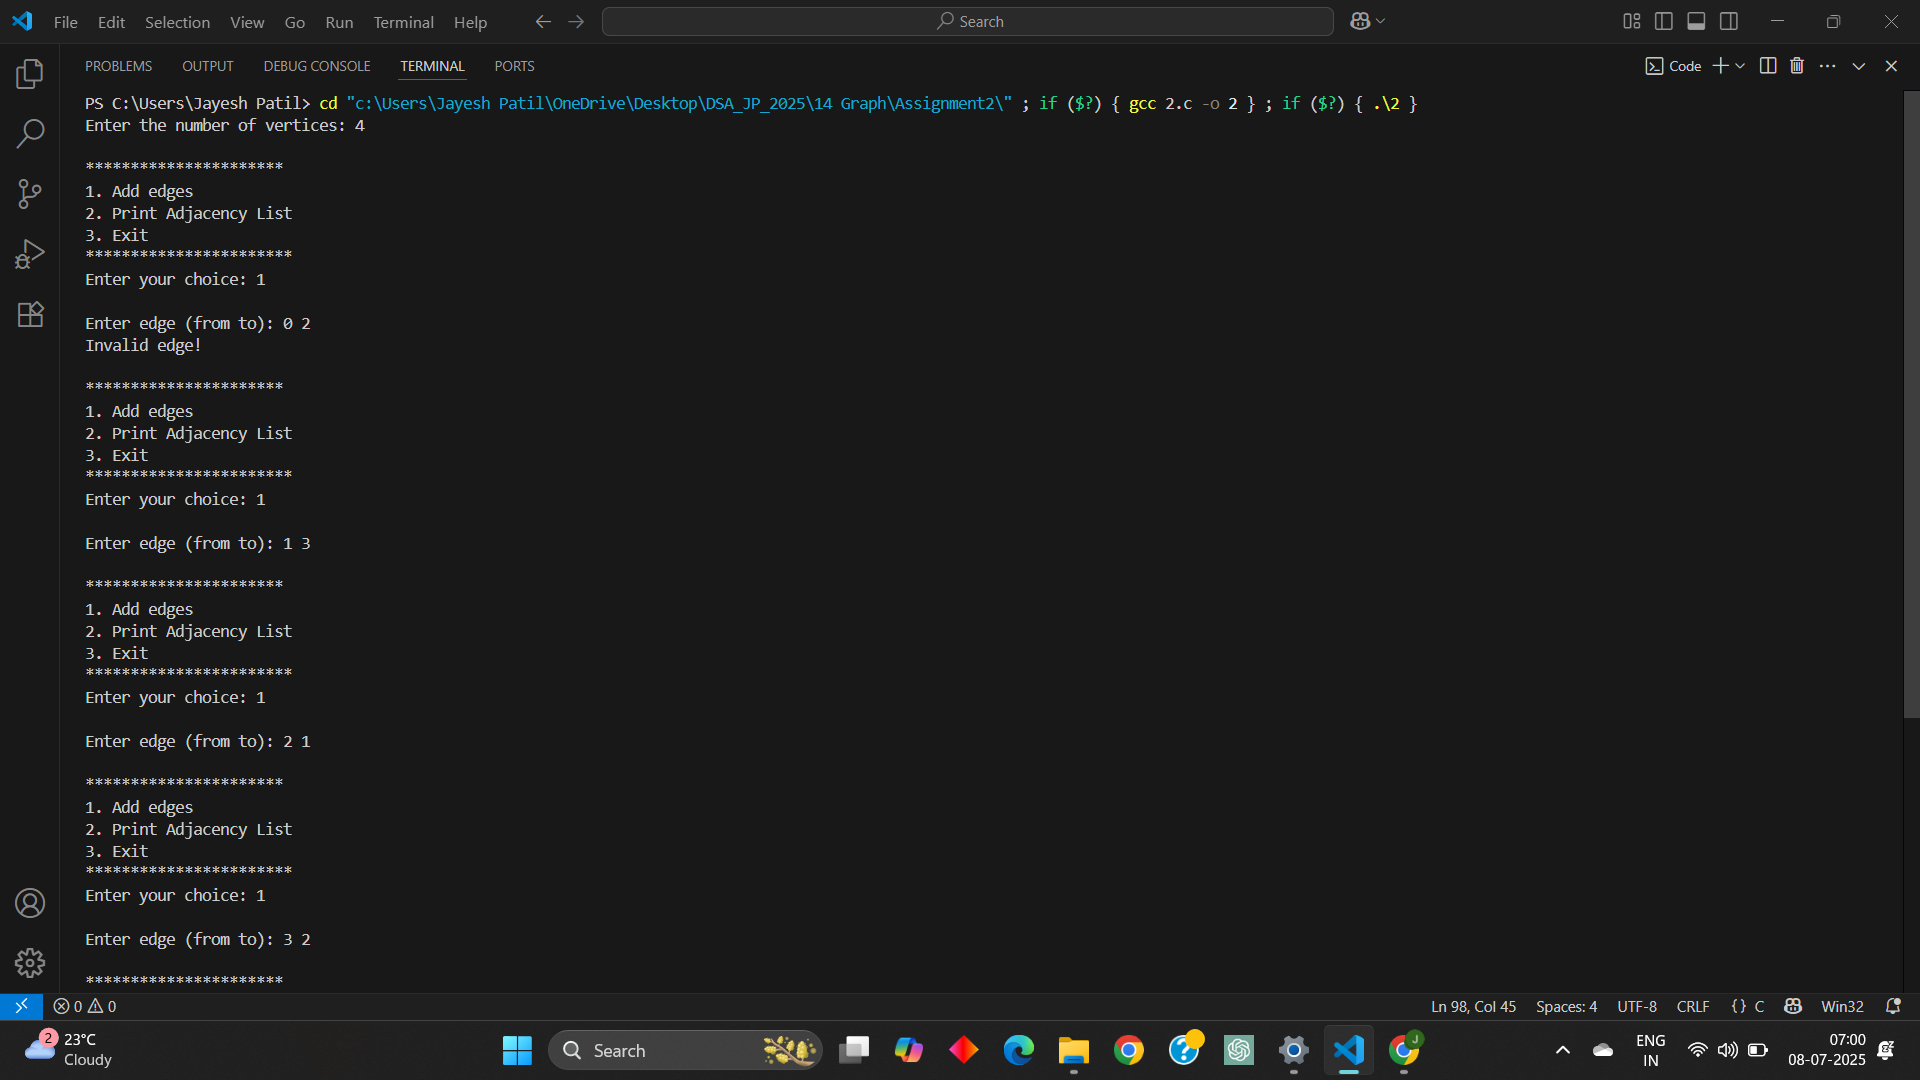 File Edit Selection View Go Run Terminal Help Search
PROBLEMS OUTPUT DEBUG CONSOLE TERMINAL PORTS Code
PS C:\Users\Jayesh Patil> cd "c:\Users\Jayesh Patil\OneDrive\Desktop\DSA_JP_2025\14 Graph\Assignment2\" ; if ($?) { gcc 2.c -o 2 } ; if ($?) { .\2 }
Enter the number of vertices: 4
**********************
1. Add edges
2. Print Adjacency List
3. Exit
***********************
Enter your choice: 1
Enter edge (from to): 0 2
Invalid edge!
**********************
1. Add edges
2. Print Adjacency List
3. Exit
***********************
Enter your choice: 1
Enter edge (from to): 1 3
**********************
1. Add edges
2. Print Adjacency List
3. Exit
***********************
Enter your choice: 1
Enter edge (from to): 2 1
**********************
1. Add edges
2. Print Adjacency List
3. Exit
***********************
Enter your choice: 1
Enter edge (from to): 3 2
**********************
0 0 Ln 98, Col 45 Spaces: 4 UTF-8 CRLF {} C Win32
2 23°C Search J ENG 07:00
Cloudy IN 08-07-2025